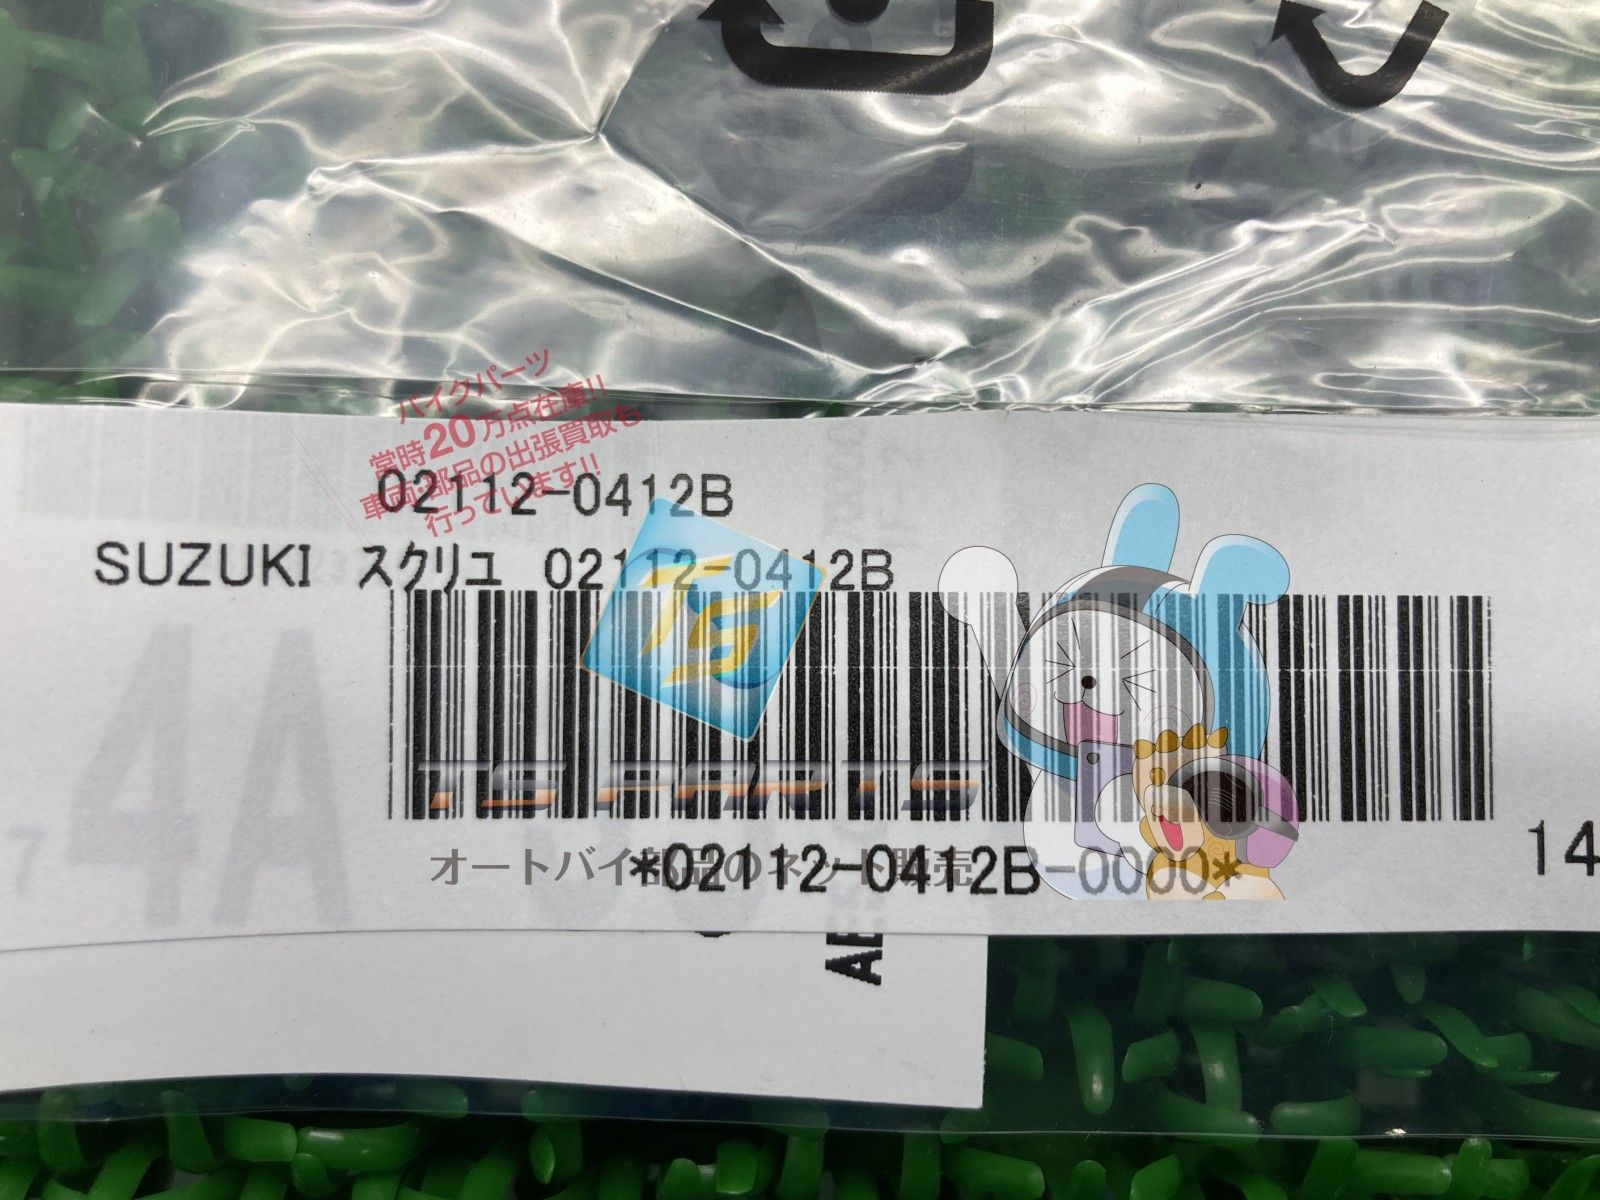 バイクパーツ
常時20万点在庫!!
車両・部品の出張買取も
行っています!!
02112-0412B
SUZUKI スクリュ 02112-0412B
TS
4A
7
TS PARTS
オートバイ部品のネット販売
*02112-0412B-0000*
14